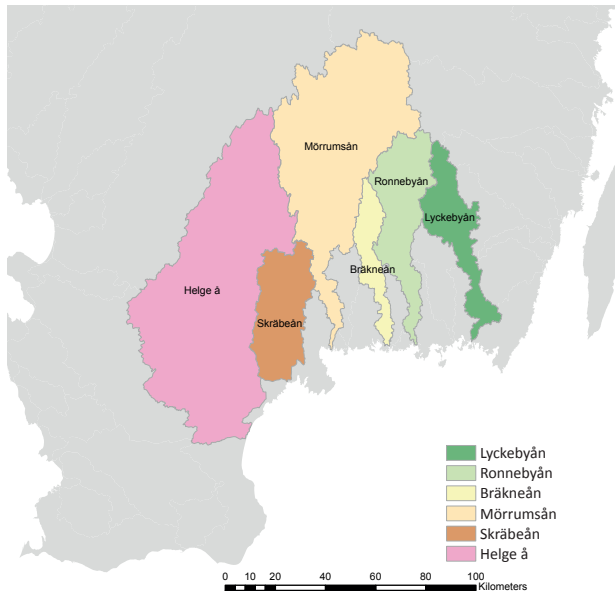 Mörrumsån
Ronnebyån
Lyckebyån
Bräkneån
Helge å
Skräbeån
Lyckebyån
Ronnebyån
Bräkneån
Mörrumsån
Skräbeån
Helge å
0 10 20 40 60 80 100
Kilometers